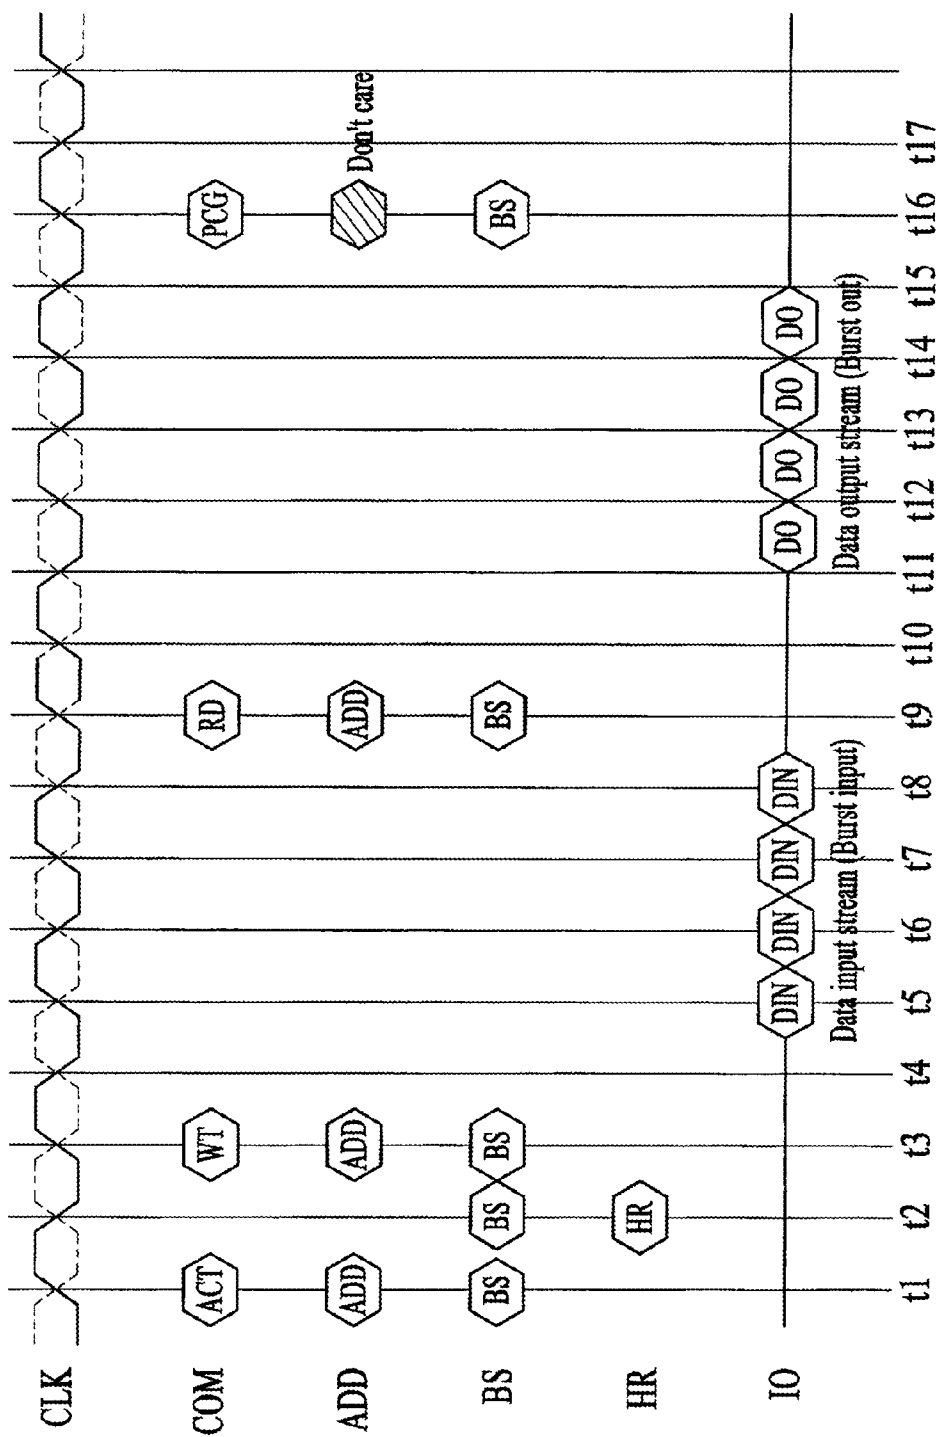 CLK
COM ACT WT RD PCG
ADD ADD ADD ADD Don't care
BS BS BS BS BS BS
HR HR
IO DIN DIN DIN DIN DO DO DO DO
Data input stream (Burst input) Data output stream (Burst out)
t1 t2 t3 t4 t5 t6 t7 t8 t9 t10 t11 t12 t13 t14 t15 t16 t17